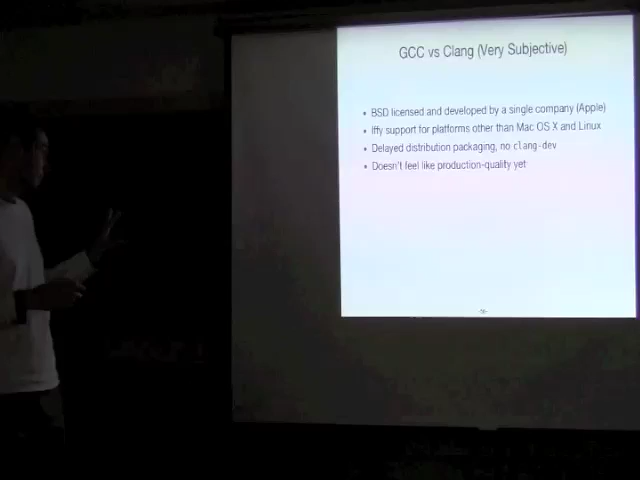 GCC vs Clang (Very Subjective)
• BSD licensed and developed by a single company (Apple)
• Iffy support for platforms other than Mac OS X and Linux
• Delayed distribution packaging, no clang-dev
• Doesn't feel like production-quality yet